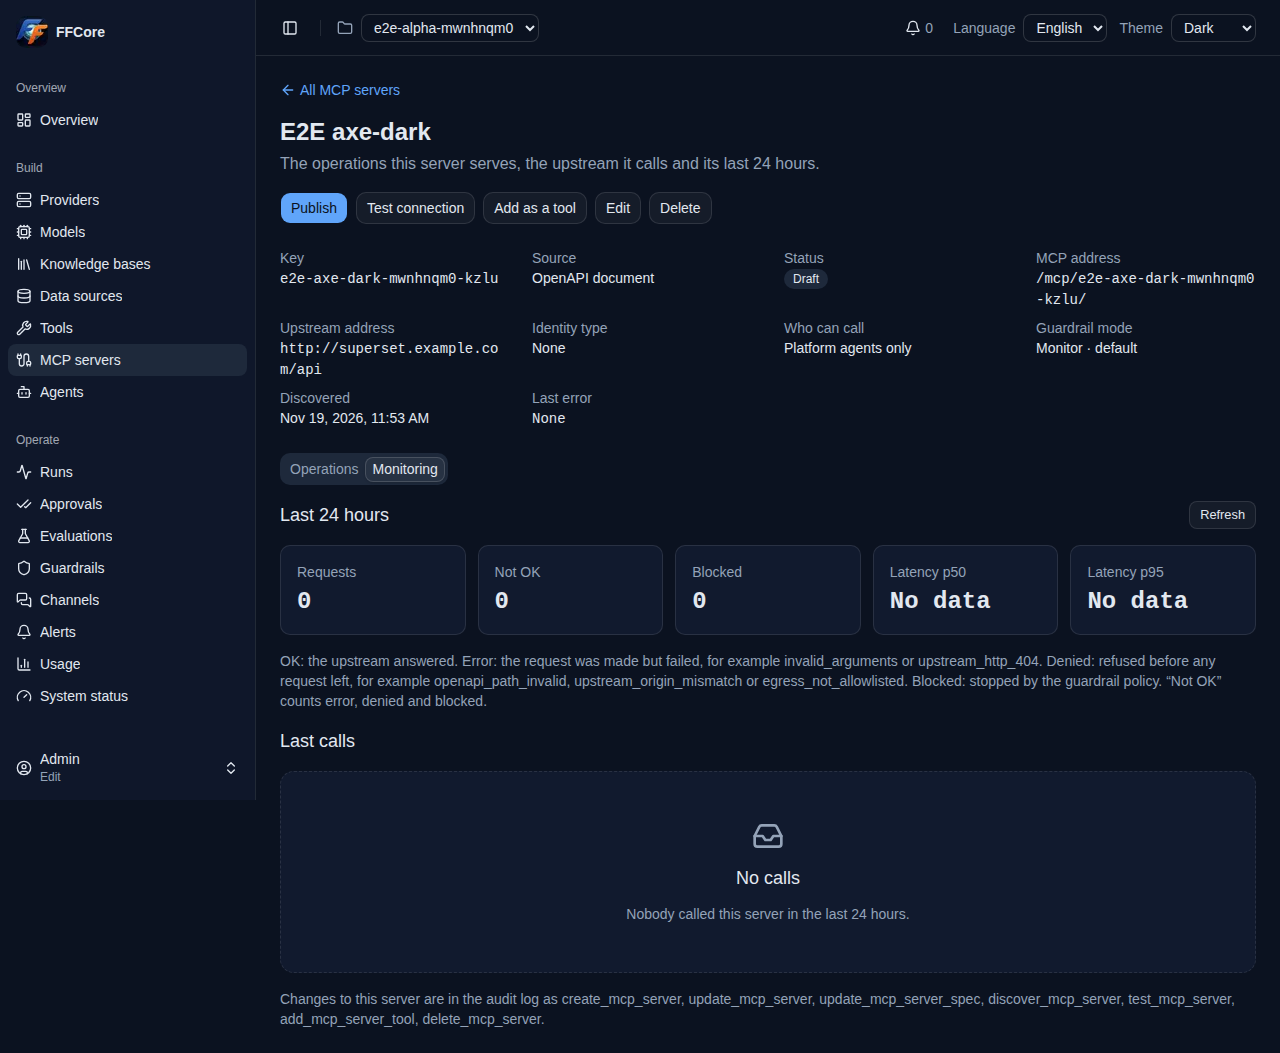 FFCore
Overview
Overview
Build
Providers
Models
Knowledge bases
Data sources
Tools
MCP servers
Agents
Operate
Runs
Approvals
Evaluations
Guardrails
Channels
Alerts
Usage
System status
Admin
Edit
e2e-alpha-mwnhnqm0
0
Language
English
Theme
Dark
All MCP servers
E2E axe-dark
The operations this server serves, the upstream it calls and its last 24 hours.
Publish
Test connection
Add as a tool
Edit
Delete
Key
e2e-axe-dark-mwnhnqm0-kzlu
Source
OpenAPI document
Status
Draft
MCP address
/mcp/e2e-axe-dark-mwnhnqm0
-kzlu/
Upstream address
http://superset.example.co
m/api
Identity type
None
Who can call
Platform agents only
Guardrail mode
Monitor · default
Discovered
Nov 19, 2026, 11:53 AM
Last error
None
Operations
Monitoring
Last 24 hours
Refresh
Requests
0
Not OK
0
Blocked
0
Latency p50
No data
Latency p95
No data
OK: the upstream answered. Error: the request was made but failed, for example invalid_arguments or upstream_http_404. Denied: refused before any
request left, for example openapi_path_invalid, upstream_origin_mismatch or egress_not_allowlisted. Blocked: stopped by the guardrail policy. “Not OK”
counts error, denied and blocked.
Last calls
No calls
Nobody called this server in the last 24 hours.
Changes to this server are in the audit log as create_mcp_server, update_mcp_server, update_mcp_server_spec, discover_mcp_server, test_mcp_server,
add_mcp_server_tool, delete_mcp_server.